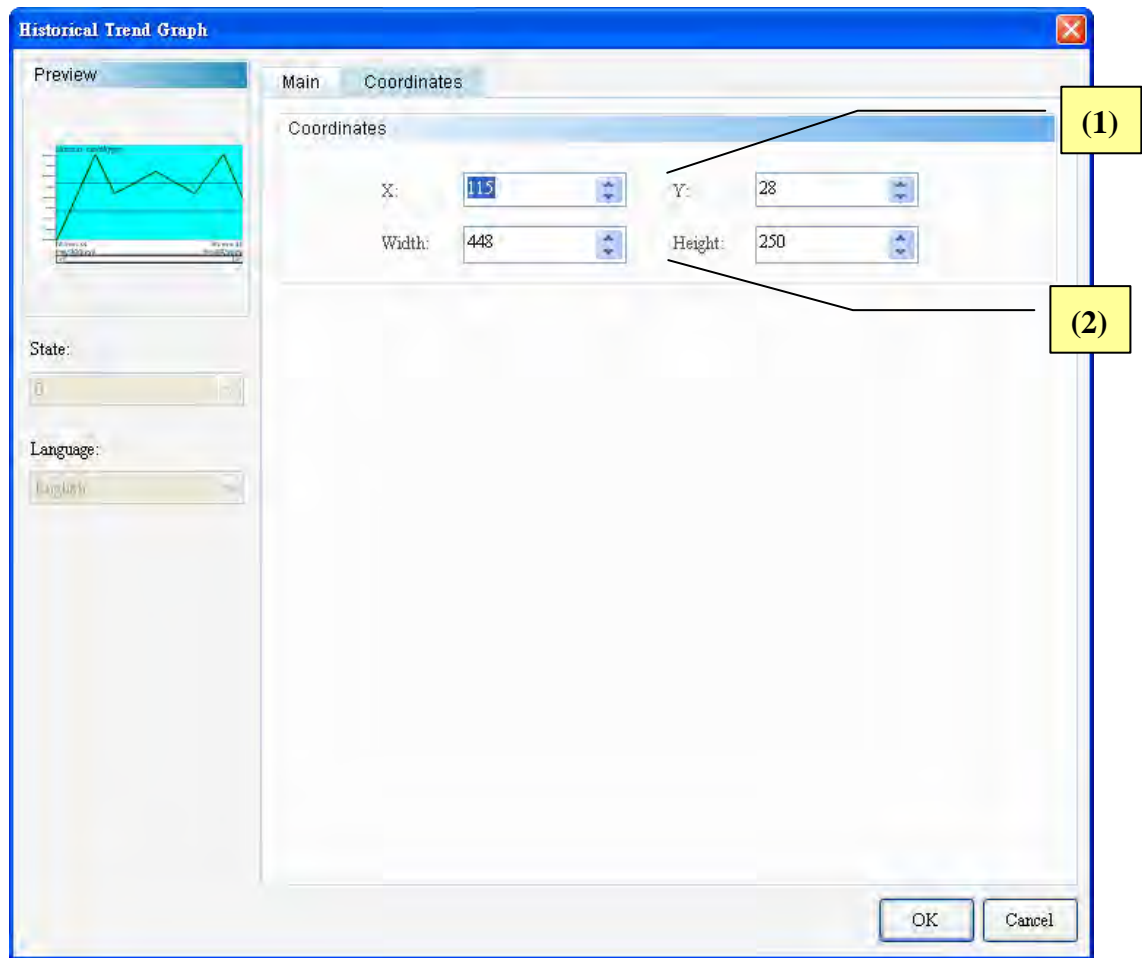 Historical Trend Graph
Preview
Main Coordinates
Coordinates
(1)
X: 115 Y: 28
Width: 448 Height: 250
(2)
State:
0
Language:
English
OK Cancel